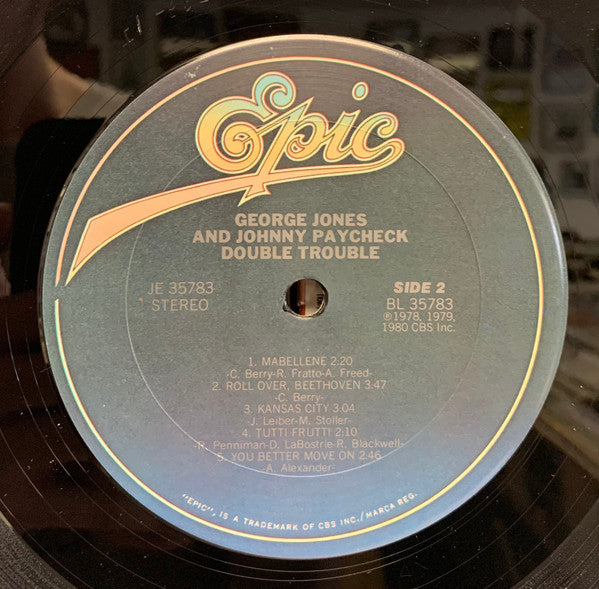 Epic
GEORGE JONES
AND JOHNNY PAYCHECK
DOUBLE TROUBLE
JE 35783
STEREO
SIDE 2
BL 35783
℗1978, 1979,
1980 CBS Inc.
1. MABELLENE 2:20
-C. Berry-R. Fratto-A. Freed-
2. ROLL OVER, BEETHOVEN 3:47
-C. Berry-
3. KANSAS CITY 3:04
-J. Leiber-M. Stoller-
4. TUTTI FRUTTI 2:10
-R. Penniman-D. LaBostrie-R. Blackwell-
5. YOU BETTER MOVE ON 2:46
-A. Alexander-
"EPIC", IS A TRADEMARK OF CBS INC./MARCA REG.